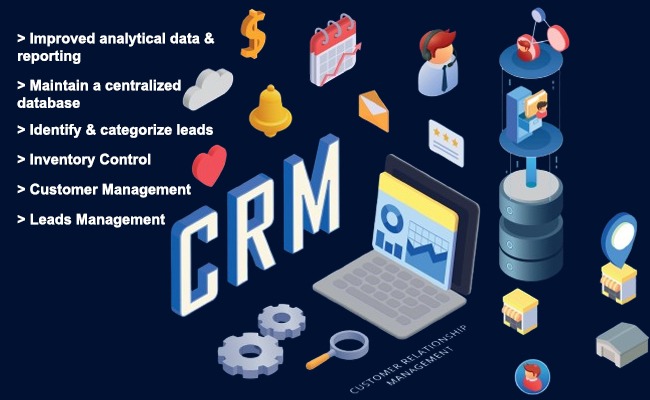 > Improved analytical data &
reporting
> Maintain a centralized
database
> Identify & categorize leads
> Inventory Control
> Customer Management
> Leads Management
CRM
CUSTOMER RELATIONSHIP
MANAGEMENT